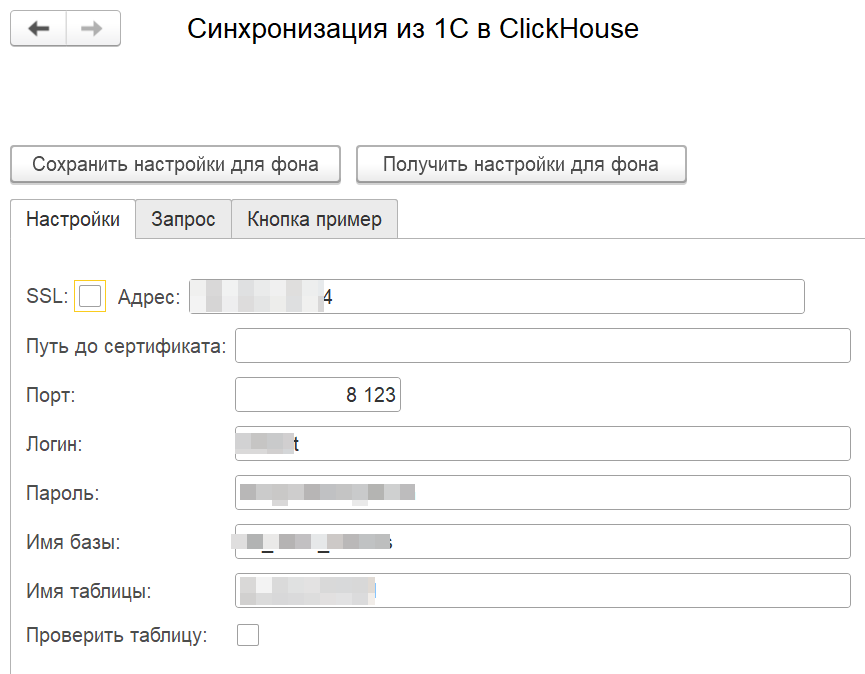 Синхронизация из 1С в ClickHouse
Сохранить настройки для фона Получить настройки для фона
Настройки Запрос Кнопка пример
SSL: Адрес: 4
Путь до сертификата:
Порт: 8 123
Логин: t
Пароль:
Имя базы:
Имя таблицы:
Проверить таблицу: